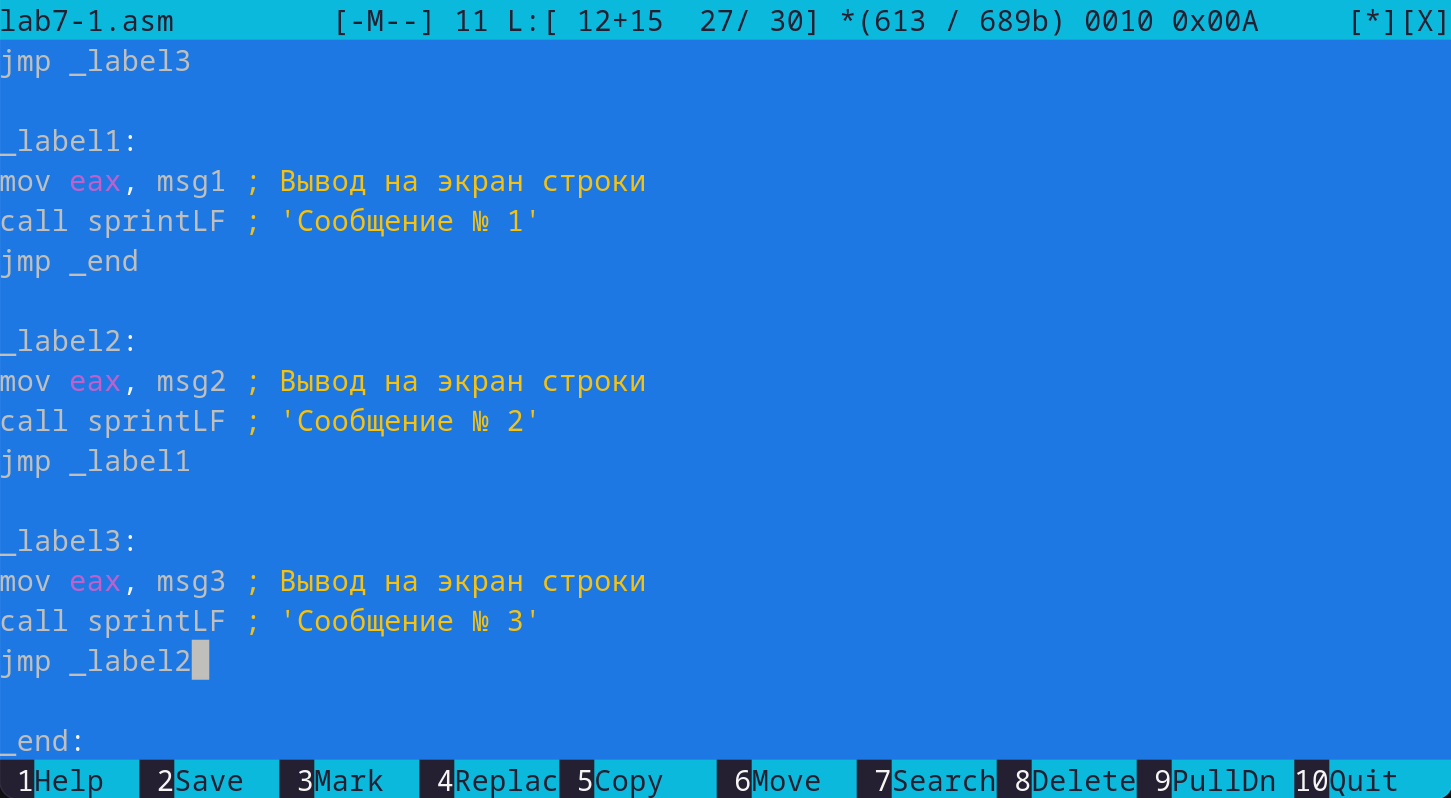 lab7-1.asm [-M--] 11 L:[ 12+15 27/ 30] *(613 / 689b) 0010 0x00A [*][X]
jmp _label3
_label1:
mov eax, msg1 ; Вывод на экран строки
call sprintLF ; 'Сообщение № 1'
jmp _end
_label2:
mov eax, msg2 ; Вывод на экран строки
call sprintLF ; 'Сообщение № 2'
jmp _label1
_label3:
mov eax, msg3 ; Вывод на экран строки
call sprintLF ; 'Сообщение № 3'
jmp _label2
_end:
1Help 2Save 3Mark 4Replac 5Copy 6Move 7Search 8Delete 9PullDn 10Quit